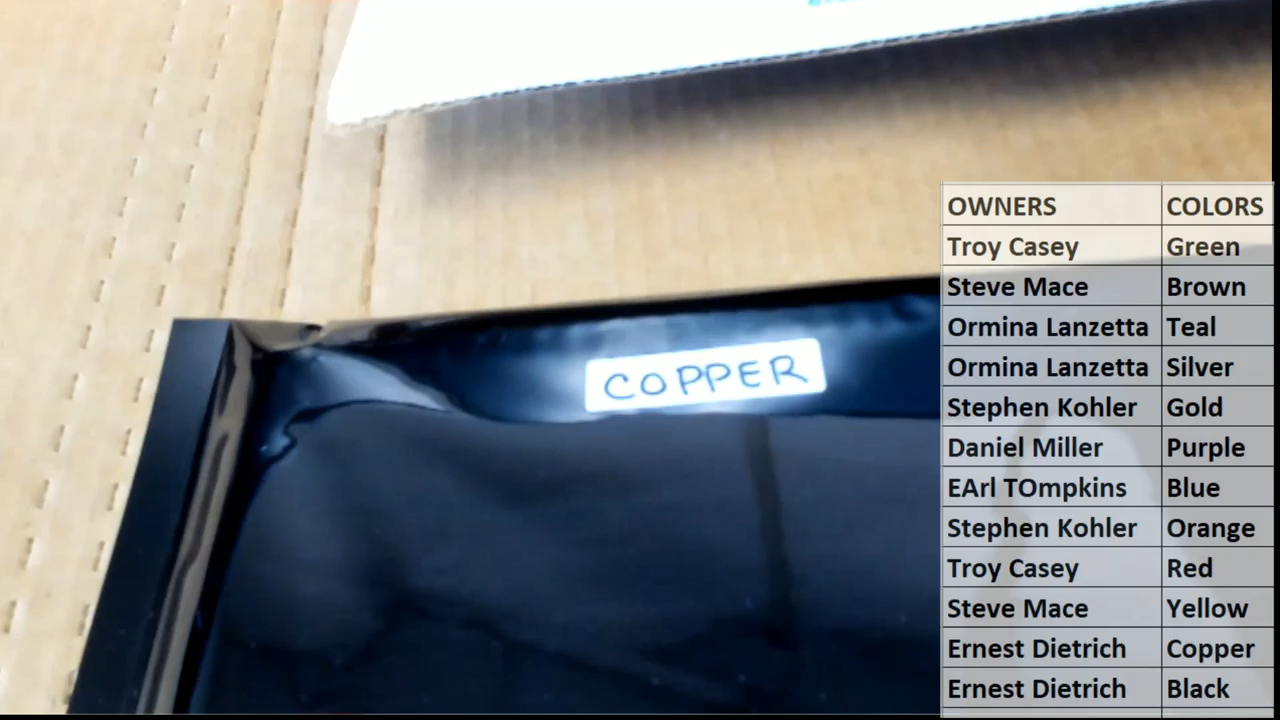 COPPER
OWNERS COLORS
Troy Casey Green
Steve Mace Brown
Ormina Lanzetta Teal
Ormina Lanzetta Silver
Stephen Kohler Gold
Daniel Miller Purple
EArl TOmpkins Blue
Stephen Kohler Orange
Troy Casey Red
Steve Mace Yellow
Ernest Dietrich Copper
Ernest Dietrich Black